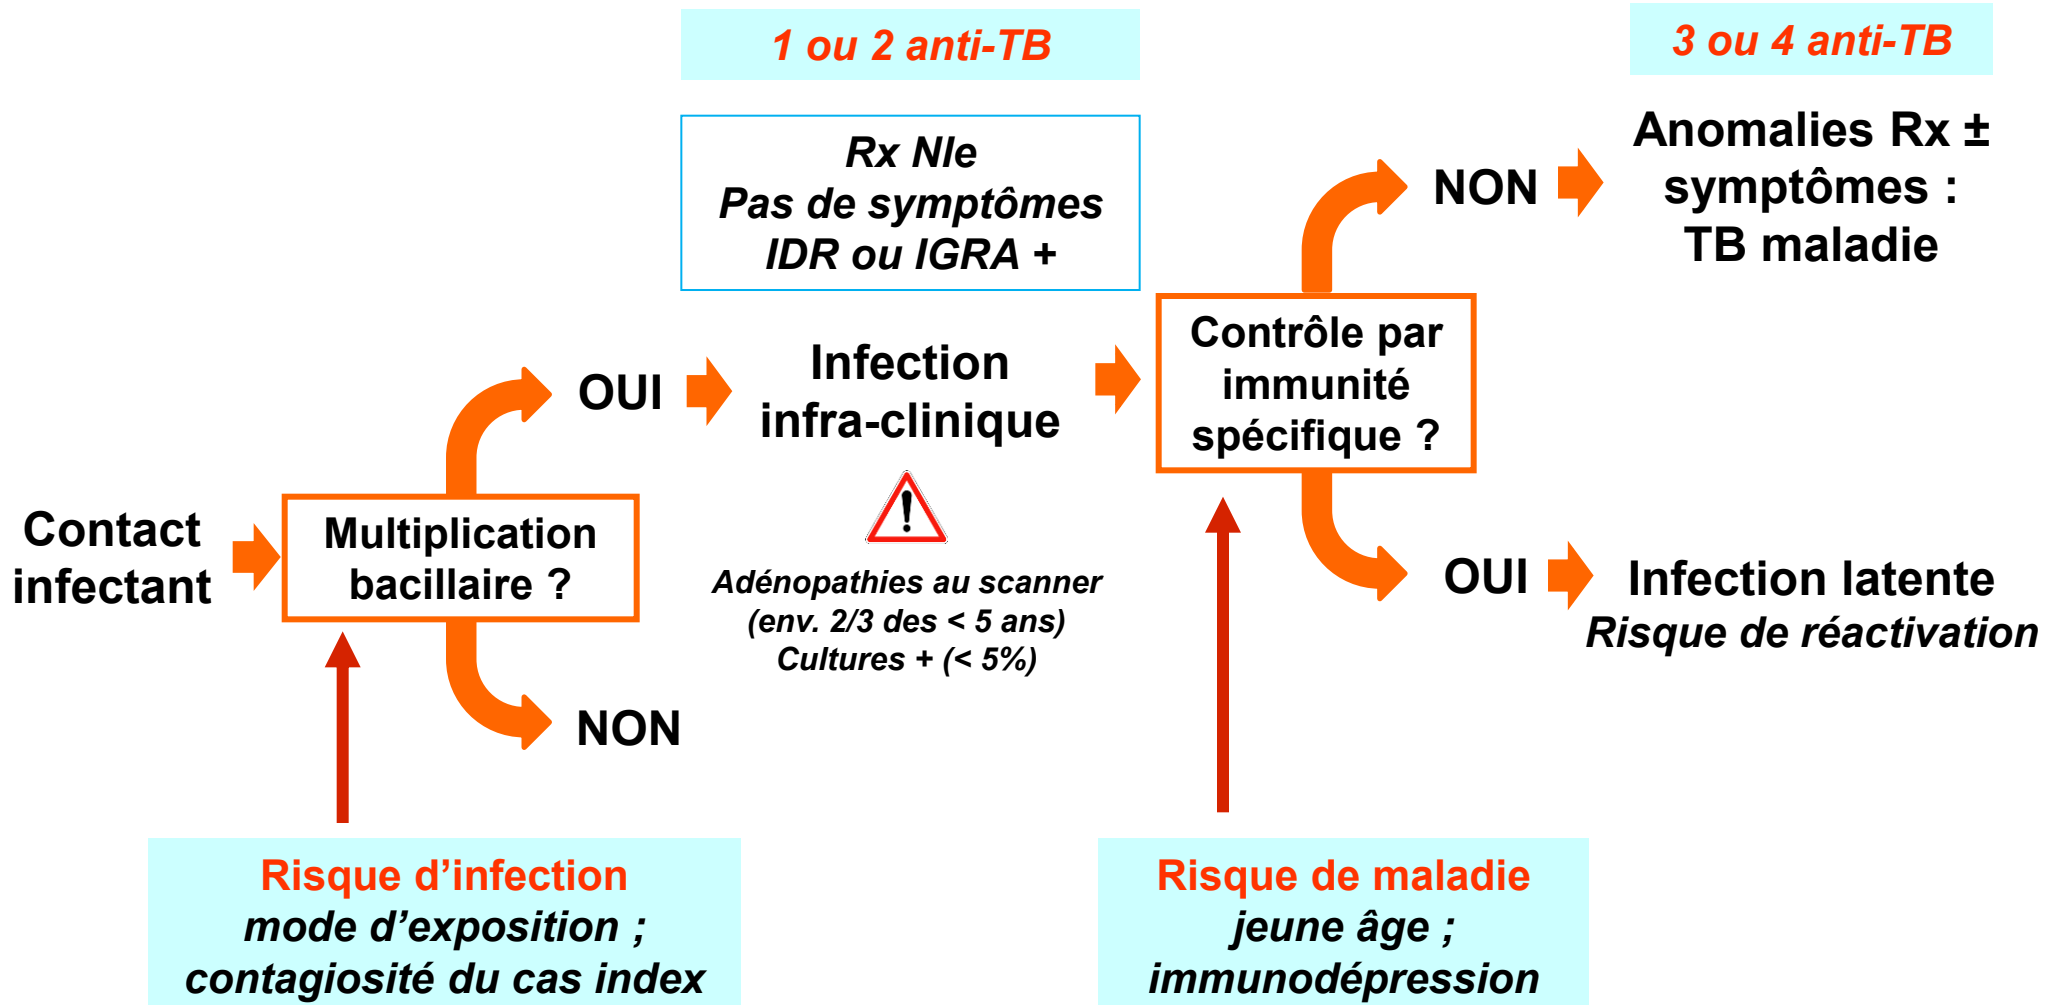 1 ou 2 anti-TB
3 ou 4 anti-TB
Rx Nle
Pas de symptômes
IDR ou IGRA +
NON
Anomalies Rx ±
symptômes :
TB maladie
Contrôle par
immunité
spécifique ?
OUI
Infection
infra-clinique
Contact
infectant
Multiplication
bacillaire ?
Adénopathies au scanner
(env. 2/3 des < 5 ans)
Cultures + (< 5%)
OUI
Infection latente
Risque de réactivation
NON
Risque d’infection
mode d’exposition ;
contagiosité du cas index
Risque de maladie
jeune âge ;
immunodépression